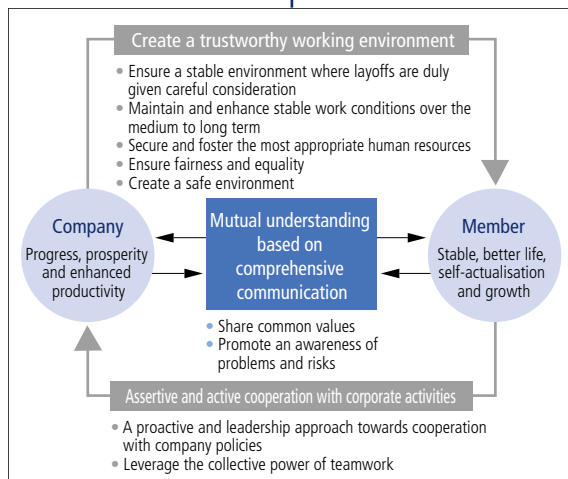 Create a trustworthy working environment
• Ensure a stable environment where layoffs are duly
given careful consideration
• Maintain and enhance stable work conditions over the
medium to long term
• Secure and foster the most appropriate human resources
• Ensure fairness and equality
• Create a safe environment
Company
Progress, prosperity
and enhanced
productivity
Mutual understanding
based on
comprehensive
communication
Member
Stable, better life,
self-actualisation
and growth
• Share common values
• Promote an awareness of
problems and risks
Assertive and active cooperation with corporate activities
• A proactive and leadership approach towards cooperation
with company policies
• Leverage the collective power of teamwork